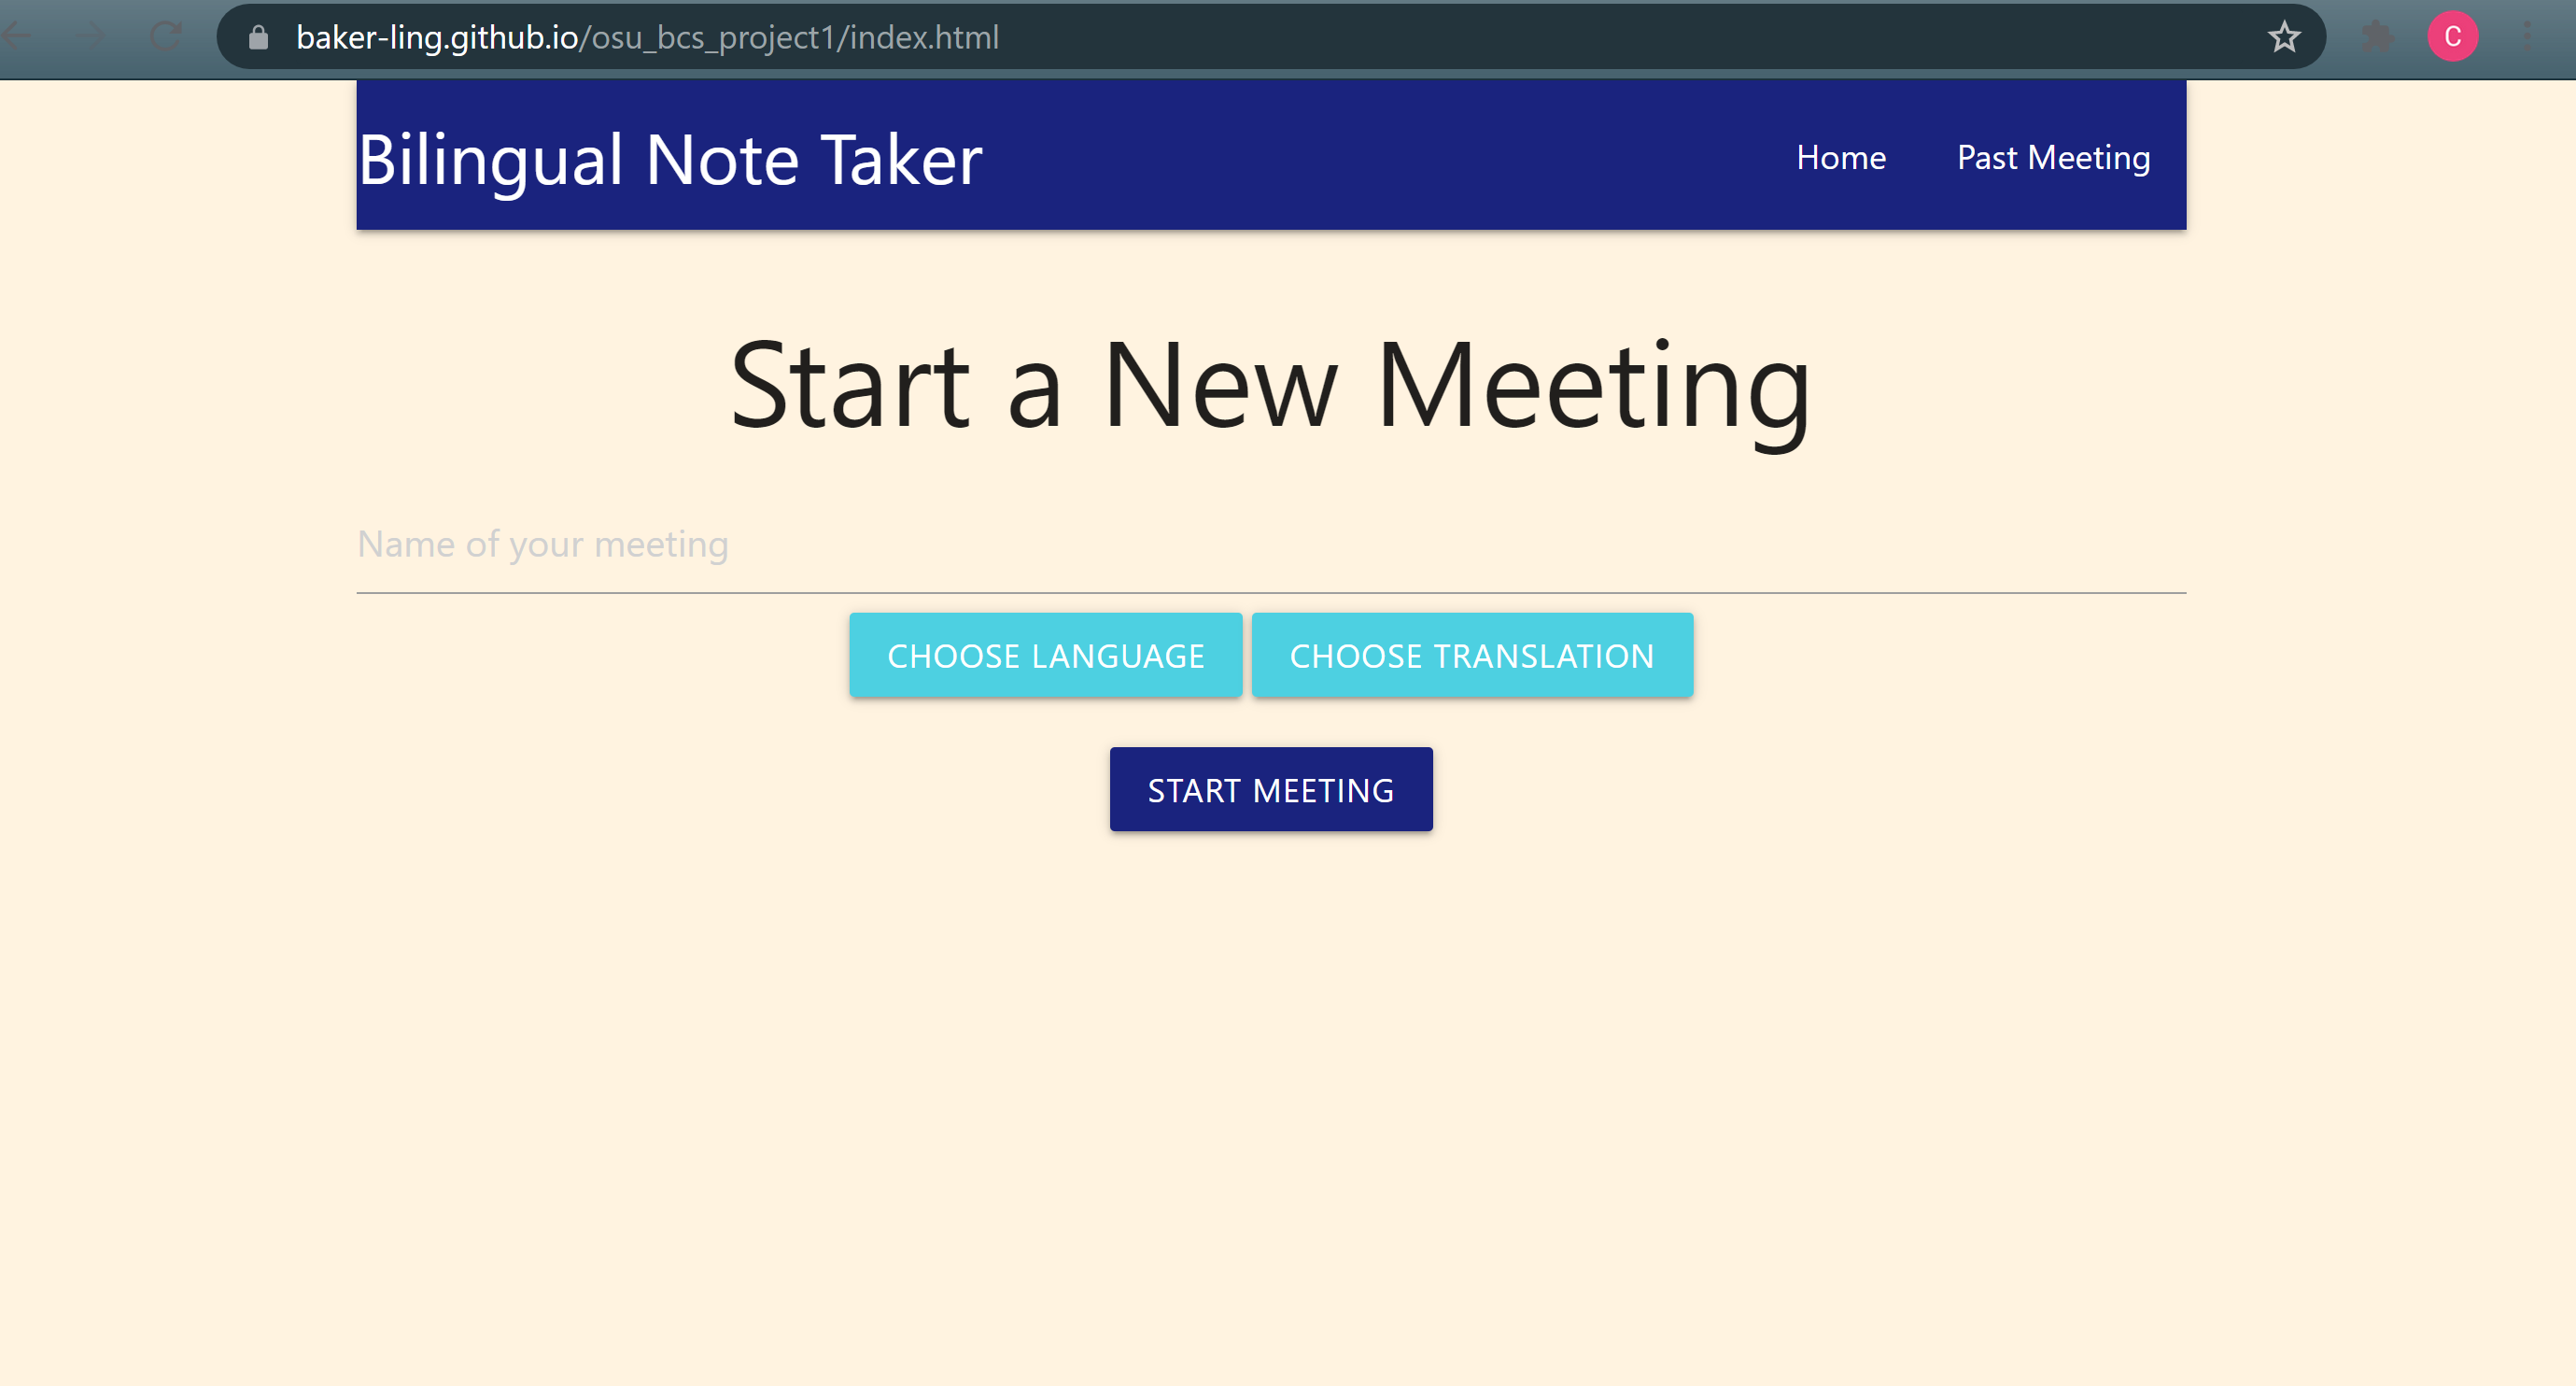 baker-ling.github.io/osu_bcs_project1/index.html
C
Bilingual Note Taker
Home
Past Meeting
Start a New Meeting
Name of your meeting
CHOOSE LANGUAGE
CHOOSE TRANSLATION
START MEETING